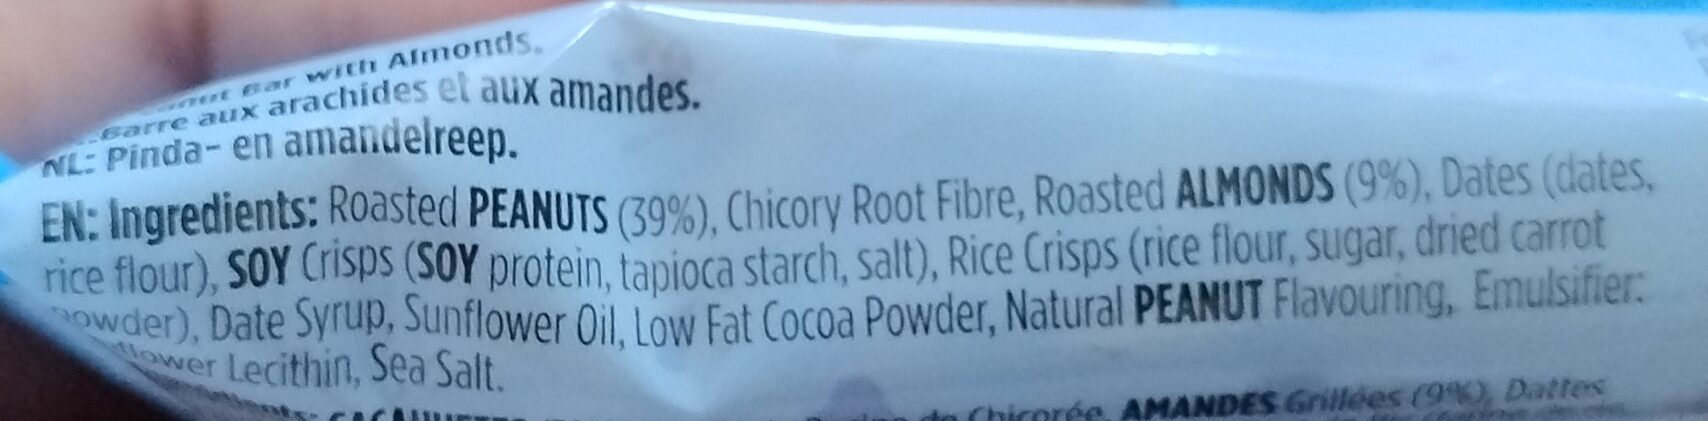 Bar with Almonds.
Barre aux arachides et aux amandes.
NL: Pinda- en amandelreep.
EN: Ingredients: Roasted PEANUTS (39%), Chicory Root Fibre, Roasted ALMONDS (9%), Dates (dates,
rice flour), SOY Crisps (SOY protein, tapioca starch, salt), Rice Crisps (rice flour, sugar, dried carrot
powder), Date Syrup, Sunflower Oil, Low Fat Cocoa Powder, Natural PEANUT Flavouring, Emulsifier:
Lecithin, Sea Salt.
de Chicorée, AMANDES Grillées (9%), Dattes